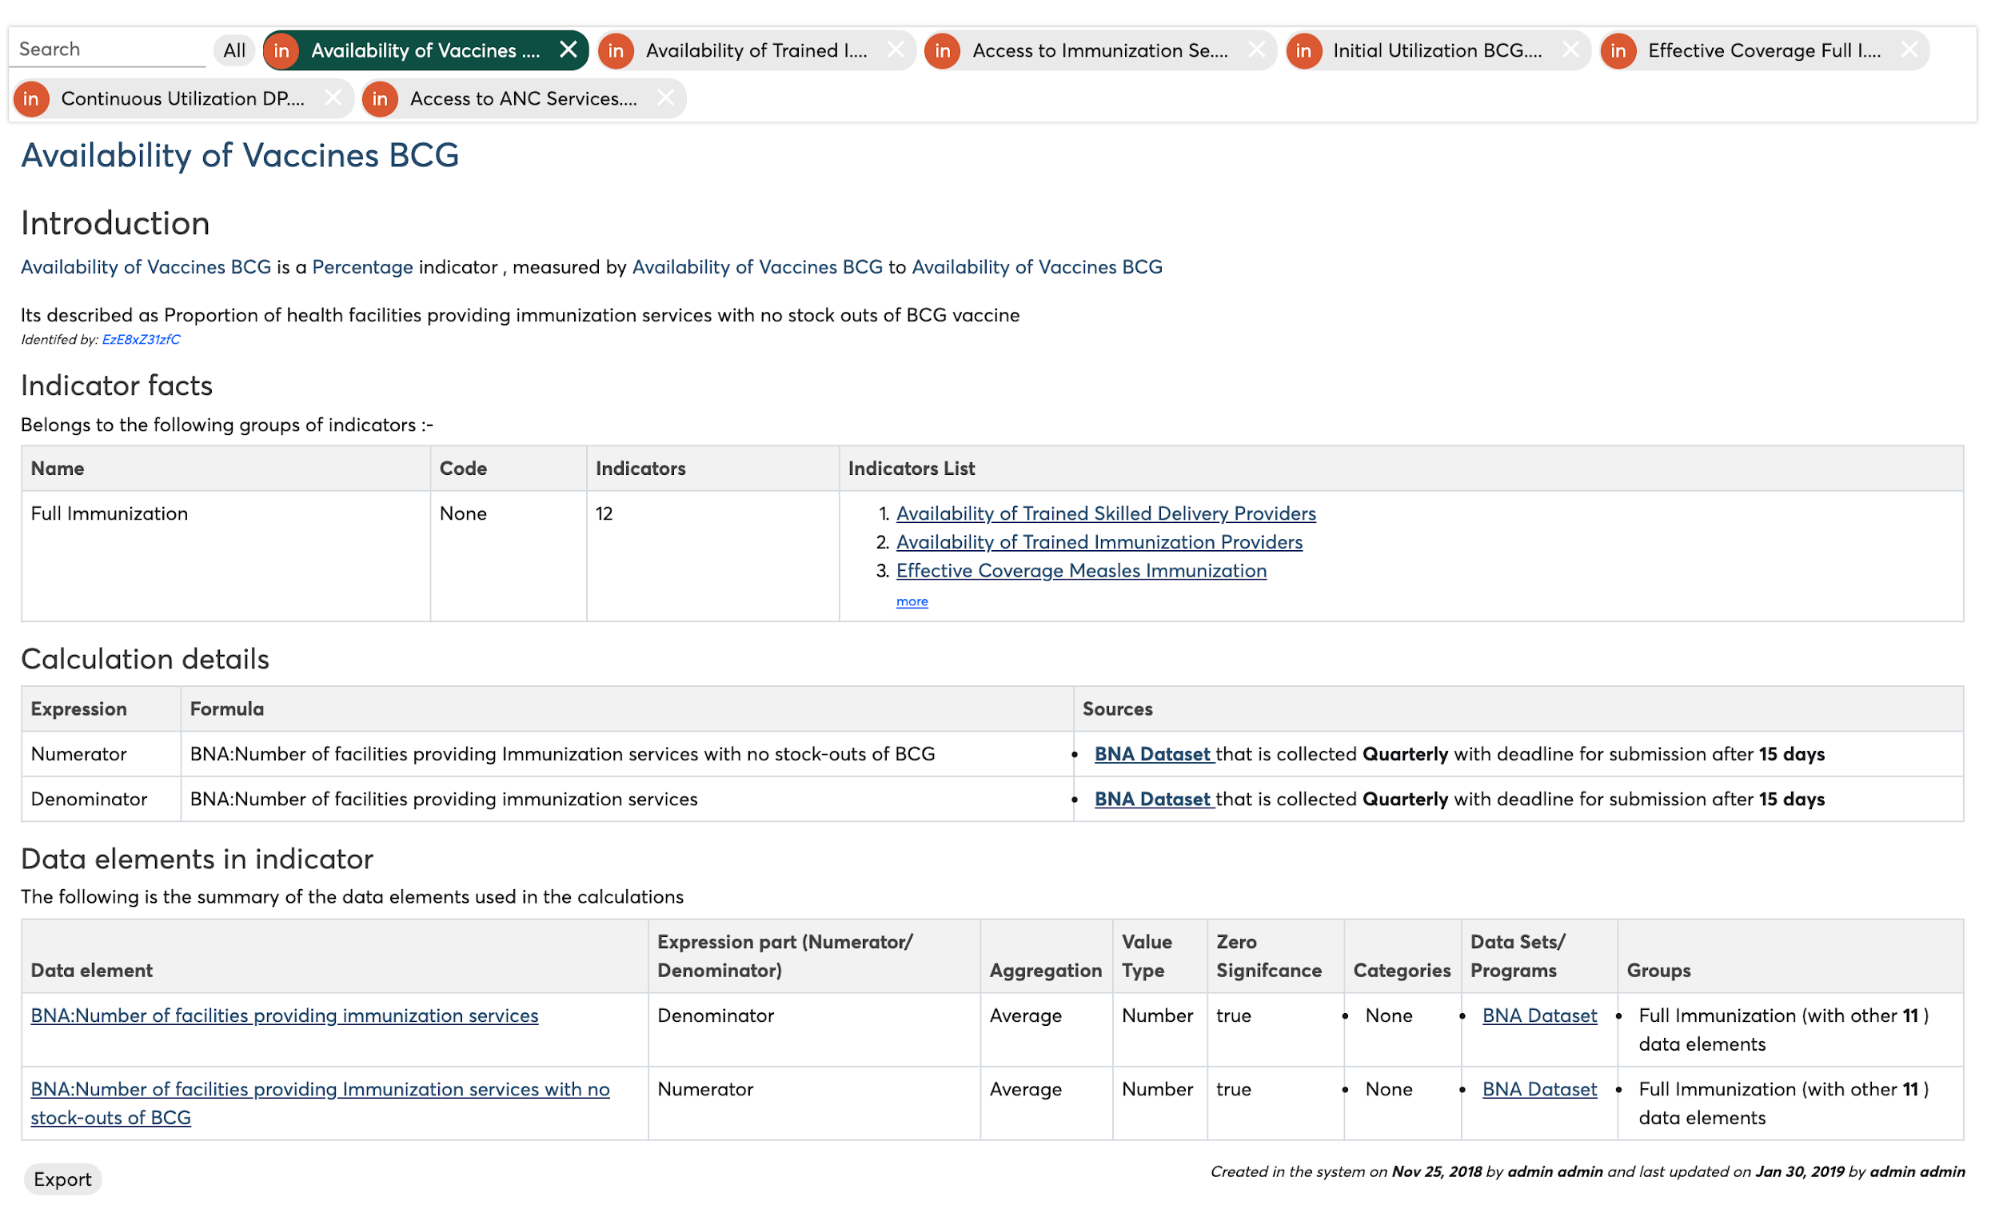 Search All in Availability of Vaccines .... in Availability of Trained I.... in Access to Immunization Se.... in Initial Utilization BCG.... in Effective Coverage Full I....
in Continuous Utilization DP.... in Access to ANC Services....
Availability of Vaccines BCG
Introduction
Availability of Vaccines BCG is a Percentage indicator , measured by Availability of Vaccines BCG to Availability of Vaccines BCG
Its described as Proportion of health facilities providing immunization services with no stock outs of BCG vaccine
Identifed by: EzE8xZ31zfC
Indicator facts
Belongs to the following groups of indicators :-
Name Code Indicators Indicators List
Full Immunization None 12 1. Availability of Trained Skilled Delivery Providers
2. Availability of Trained Immunization Providers
3. Effective Coverage Measles Immunization
more
Calculation details
Expression Formula Sources
Numerator BNA:Number of facilities providing Immunization services with no stock-outs of BCG • BNA Dataset that is collected Quarterly with deadline for submission after 15 days
Denominator BNA:Number of facilities providing immunization services • BNA Dataset that is collected Quarterly with deadline for submission after 15 days
Data elements in indicator
The following is the summary of the data elements used in the calculations
Expression part (Numerator/ Value Zero Data Sets/
Data element Denominator) Aggregation Type Signifcance Categories Programs Groups
BNA:Number of facilities providing immunization services Denominator Average Number true • None • BNA Dataset • Full Immunization (with other 11 )
data elements
BNA:Number of facilities providing Immunization services with no Numerator Average Number true • None • BNA Dataset • Full Immunization (with other 11 )
stock-outs of BCG data elements
Export Created in the system on Nov 25, 2018 by admin admin and last updated on Jan 30, 2019 by admin admin